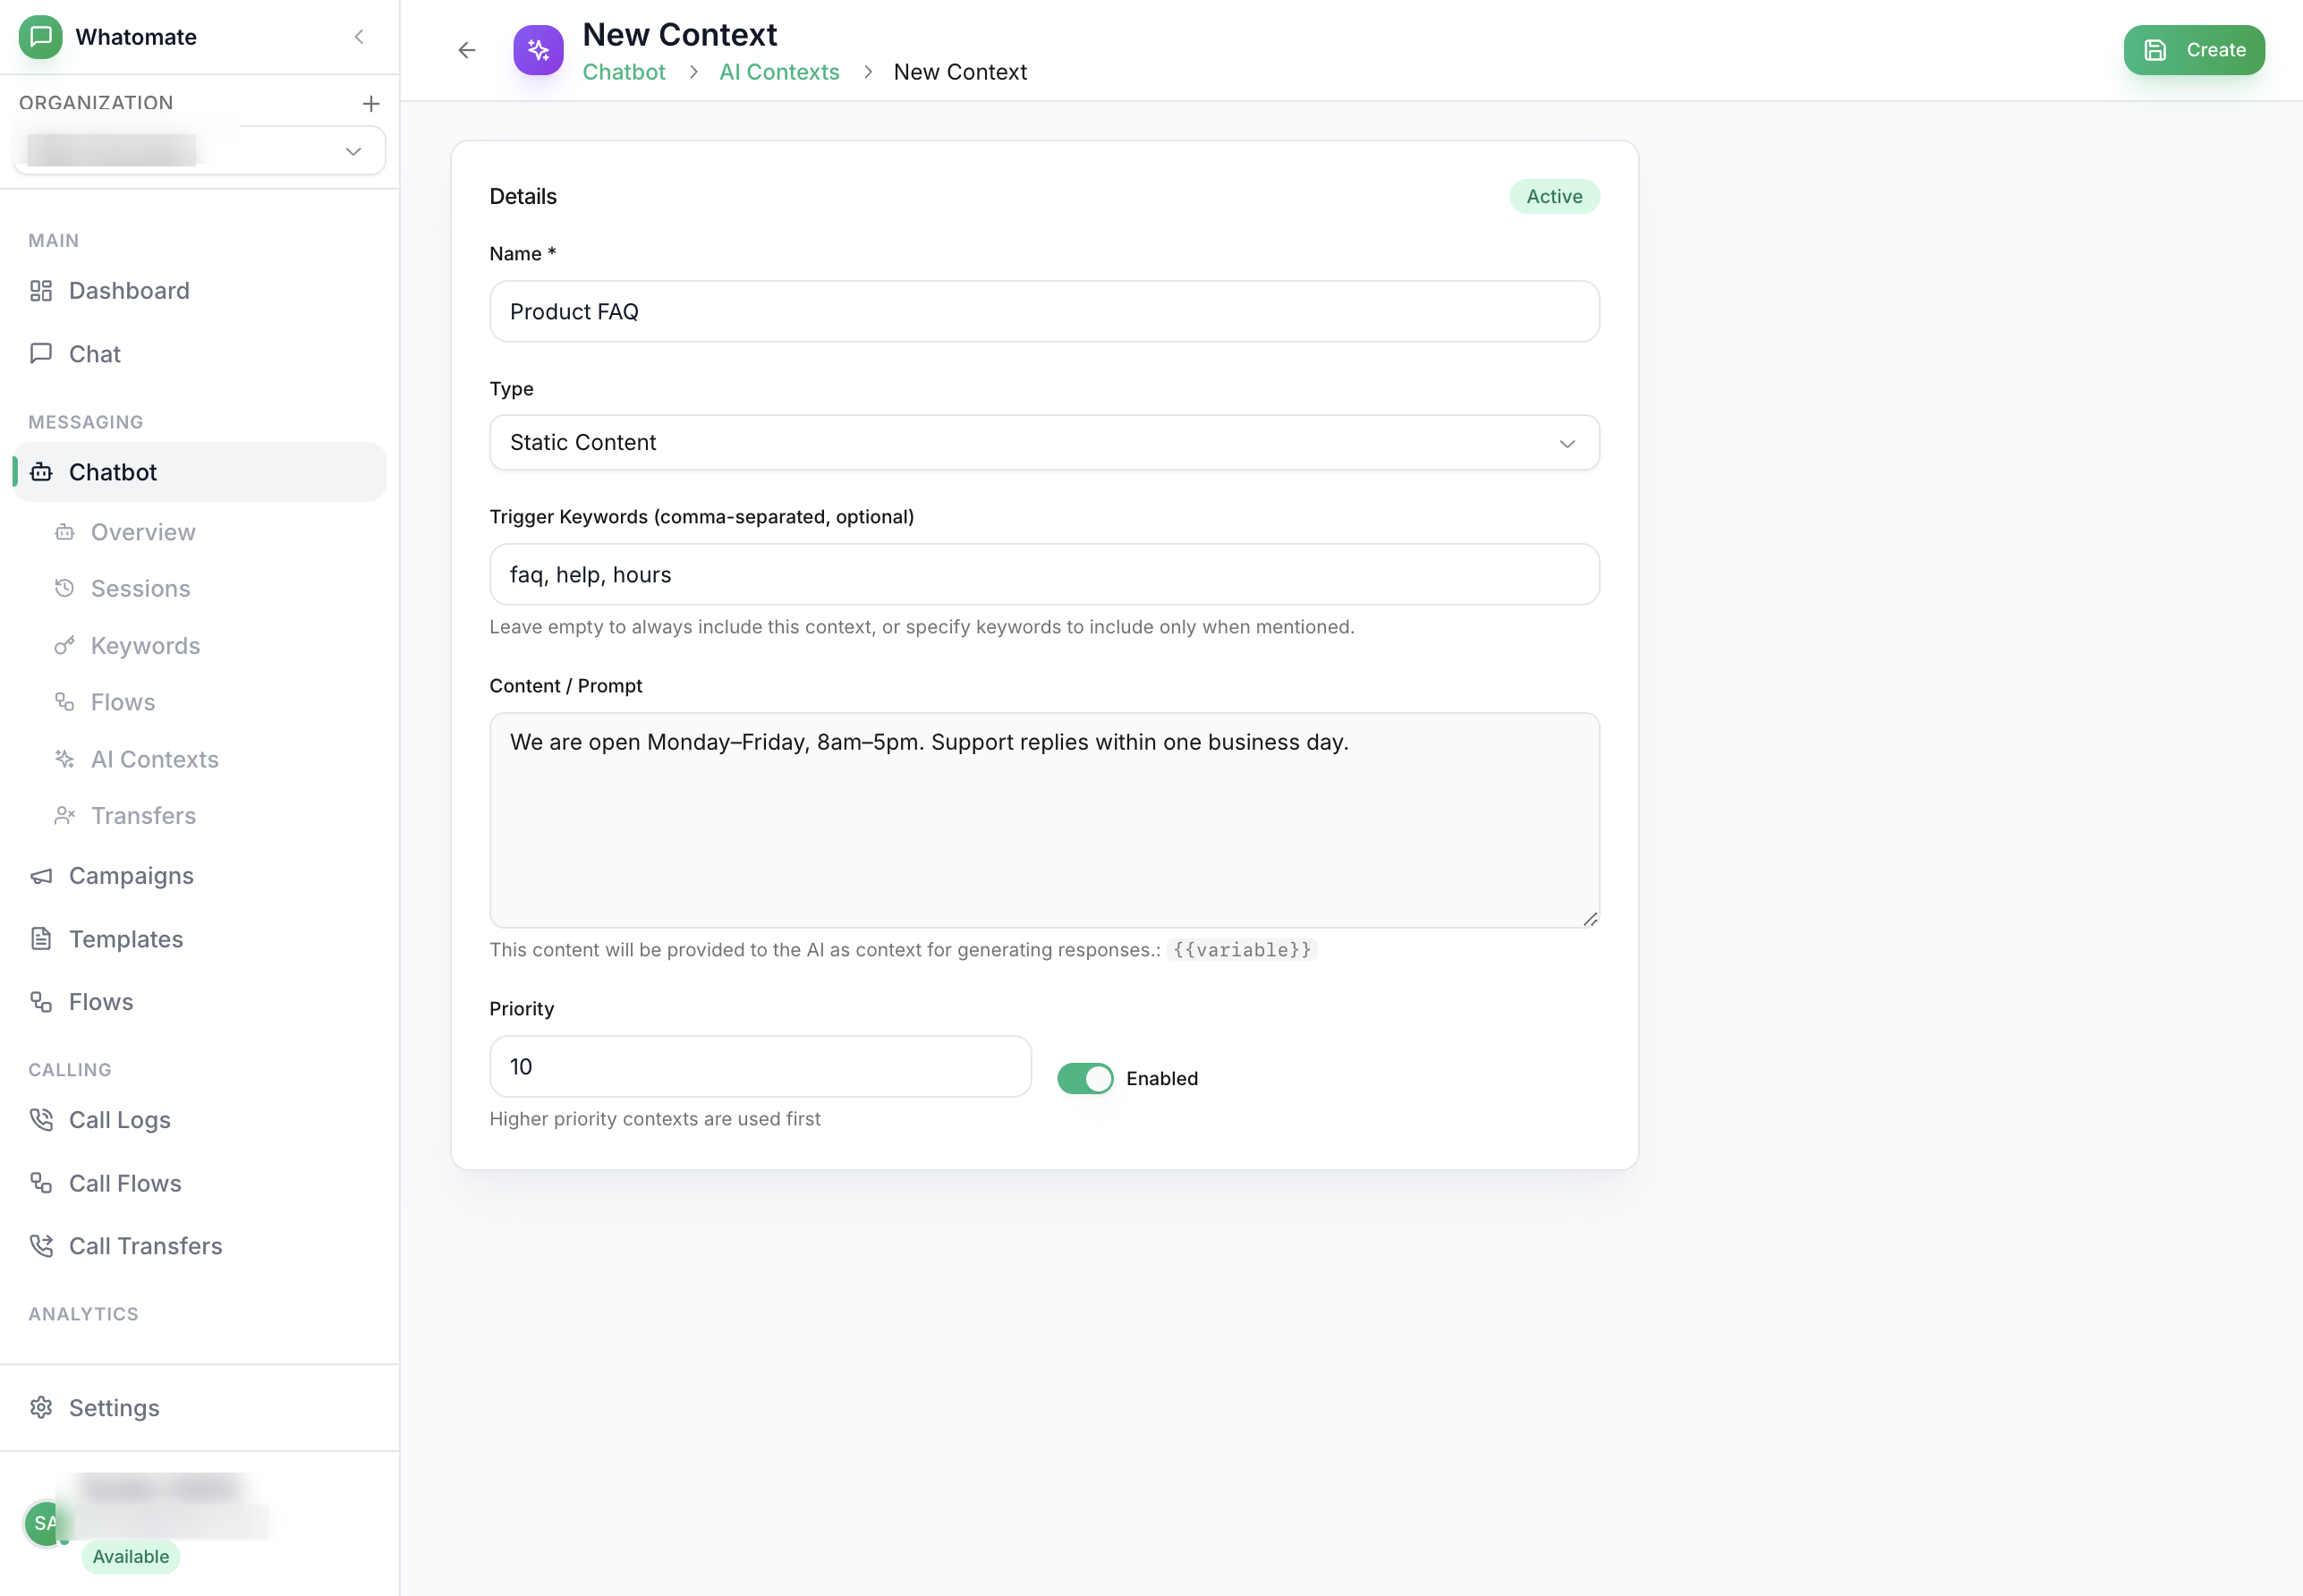 Whatomate
ORGANIZATION
MAIN
Dashboard
Chat
MESSAGING
Chatbot
Overview
Sessions
Keywords
Flows
AI Contexts
Transfers
Campaigns
Templates
Flows
CALLING
Call Logs
Call Flows
Call Transfers
ANALYTICS
Settings
SA
Available
New Context
Chatbot > AI Contexts > New Context
Create
Details
Active
Name *
Product FAQ
Type
Static Content
Trigger Keywords (comma-separated, optional)
faq, help, hours
Leave empty to always include this context, or specify keywords to include only when mentioned.
Content / Prompt
We are open Monday–Friday, 8am–5pm. Support replies within one business day.
This content will be provided to the AI as context for generating responses.: {{variable}}
Priority
10
Enabled
Higher priority contexts are used first